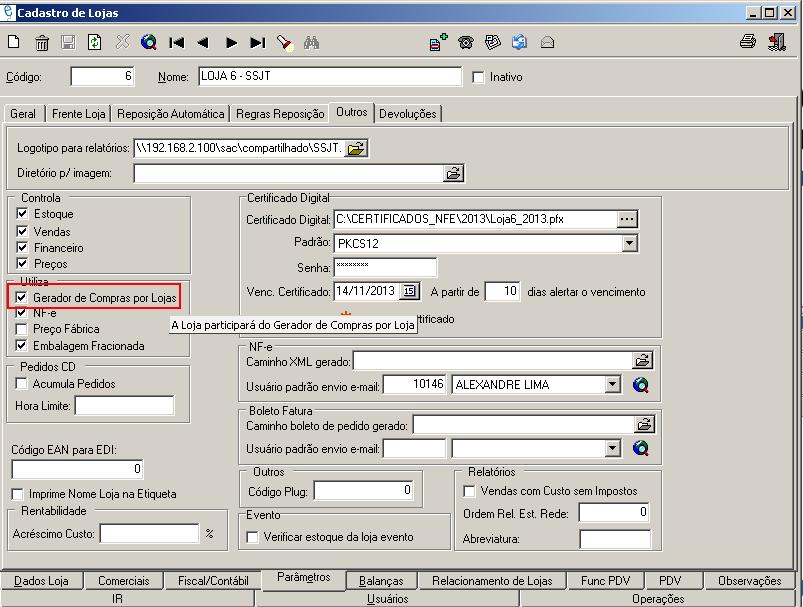 Cadastro de Lojas
Código: 6 Nome: LOJA 6 - SSJT Inativo
Geral Frente Loja Reposição Automática Regras Reposição Outros Devoluções
Logotipo para relatórios: \\192.168.2.100\sac\compartilhado\SSJT.
Diretório p/ imagem:
Controla
Estoque
Vendas
Financeiro
Preços
Utiliza
Gerador de Compras por Lojas
NF-e
Preço Fábrica
Embalagem Fracionada
Pedidos CD
Acumula Pedidos
Hora Limite:
Código EAN para EDI:
0
Imprime Nome Loja na Etiqueta
Rentabilidade
Acréscimo Custo: %
Certificado Digital
Certificado Digital: C:\CERTIFICADOS_NFE\2013\Loja6_2013.pfx ...
Padrão: PKCS12
Senha: ********
Venc. Certificado: 14/11/2013 15 A partir de 10 dias alertar o vencimento
A Loja participará do Gerador de Compras por Loja
tificado
NF-e
Caminho XML gerado:
Usuário padrão envio e-mail: 10146 ALEXANDRE LIMA
Boleto Fatura
Caminho boleto de pedido gerado:
Usuário padrão envio e-mail:
Outros
Código Plug: 0
Evento
Verificar estoque da loja evento
Relatórios
Vendas com Custo sem Impostos
Ordem Rel. Est. Rede: 0
Abreviatura:
Dados Loja Comerciais Fiscal/Contábil Parâmetros Balanças Relacionamento de Lojas Func PDV PDV Observações
IR Usuários Operações